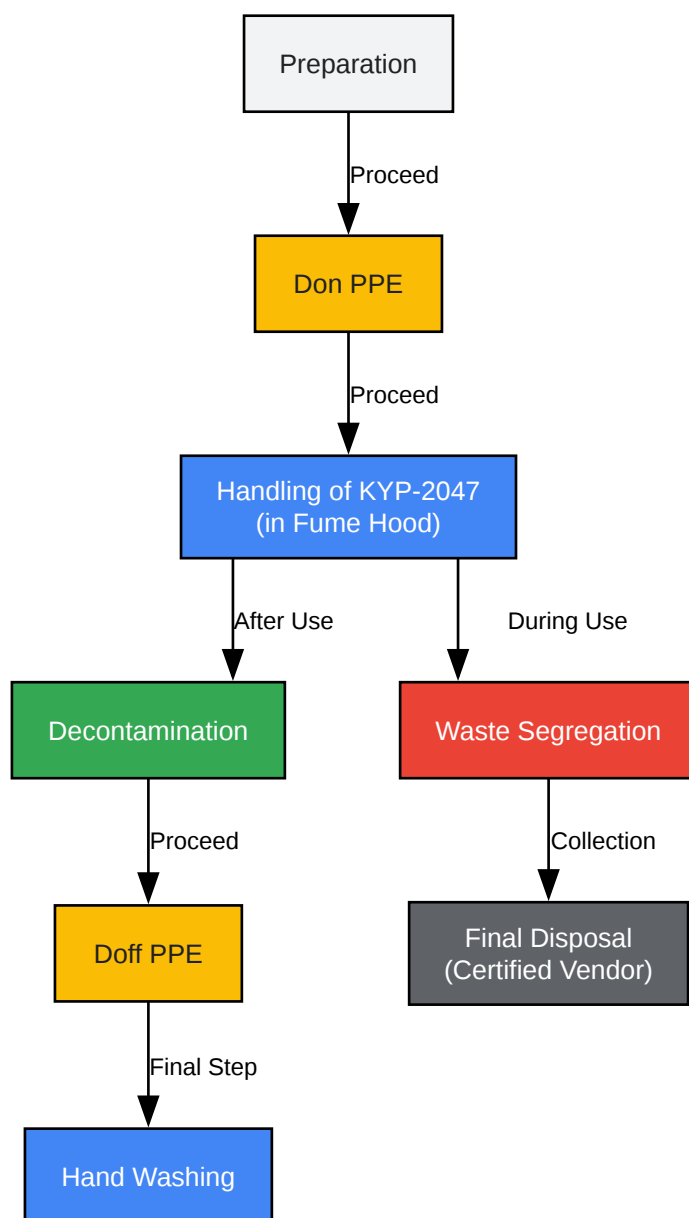 Preparation
Proceed
Don PPE
Proceed
Handling of KYP-2047
(in Fume Hood)
After Use
During Use
Decontamination
Waste Segregation
Proceed
Collection
Doff PPE
Final Disposal
(Certified Vendor)
Final Step
Hand Washing